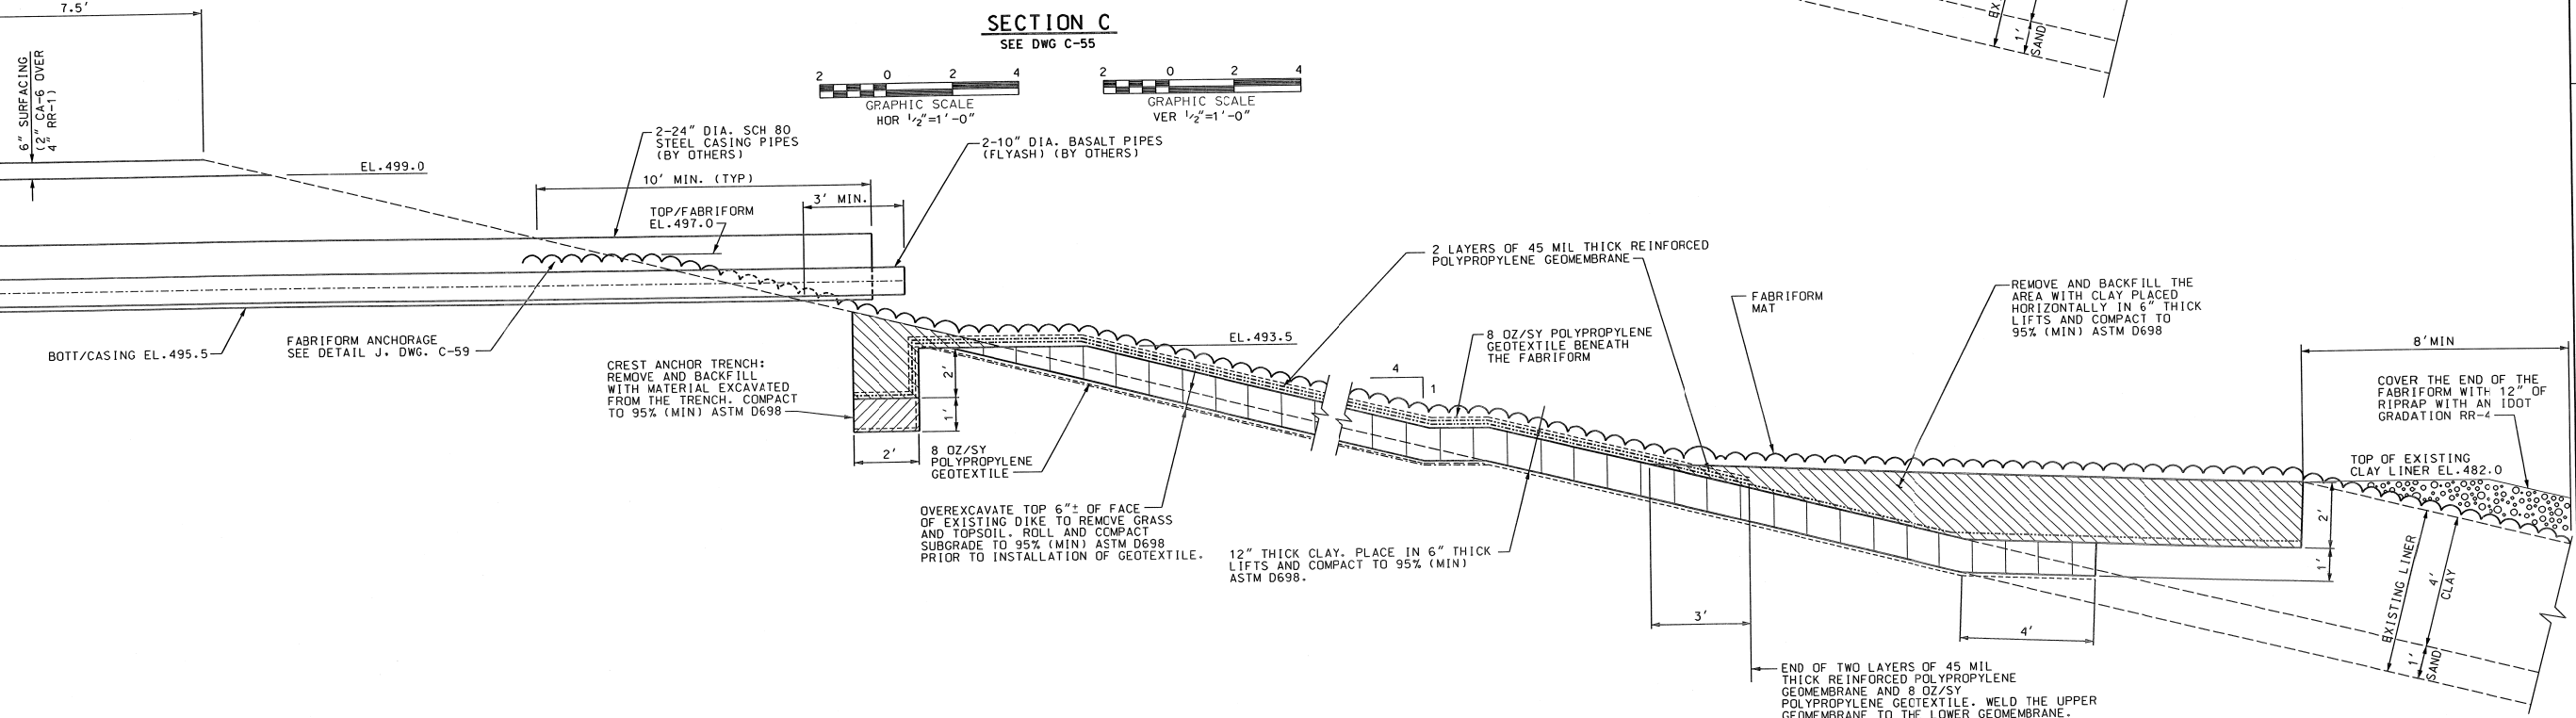 7.5'
6" SURFACING
(2" CA-6 OVER
4" RR-1)
SECTION C
SEE DWG C-55
2 0 2 4
GRAPHIC SCALE
HOR 1/2"=1'-0"
2 0 2 4
GRAPHIC SCALE
VER 1/2"=1'-0"
1'
SAND
EL.499.0
2-24" DIA. SCH 80
STEEL CASING PIPES
(BY OTHERS)
2-10" DIA. BASALT PIPES
(FLYASH) (BY OTHERS)
10' MIN. (TYP)
3' MIN.
TOP/FABRIFORM
EL.497.0
BOTT/CASING EL.495.5
FABRIFORM ANCHORAGE
SEE DETAIL J. DWG. C-59
CREST ANCHOR TRENCH:
REMOVE AND BACKFILL
WITH MATERIAL EXCAVATED
FROM THE TRENCH. COMPACT
TO 95% (MIN) ASTM D698
2'
1'
2'
8 OZ/SY
POLYPROPYLENE
GEOTEXTILE
OVEREXCAVATE TOP 6"± OF FACE
OF EXISTING DIKE TO REMOVE GRASS
AND TOPSOIL. ROLL AND COMPACT
SUBGRADE TO 95% (MIN) ASTM D698
PRIOR TO INSTALLATION OF GEOTEXTILE.
EL.493.5
2 LAYERS OF 45 MIL THICK REINFORCED
POLYPROPYLENE GEOMEMBRANE
4
1
8 OZ/SY POLYPROPYLENE
GEOTEXTILE BENEATH
THE FABRIFORM
12" THICK CLAY. PLACE IN 6" THICK
LIFTS AND COMPACT TO 95% (MIN)
ASTM D698.
FABRIFORM
MAT
REMOVE AND BACKFILL THE
AREA WITH CLAY PLACED
HORIZONTALLY IN 6" THICK
LIFTS AND COMPACT TO
95% (MIN) ASTM D698
8'MIN
COVER THE END OF THE
FABRIFORM WITH 12" OF
RIPRAP WITH AN IDOT
GRADATION RR-4
TOP OF EXISTING
CLAY LINER EL.482.0
2'
1'
3'
4'
EXISTING LINER
4'
CLAY
1'
SAND
END OF TWO LAYERS OF 45 MIL
THICK REINFORCED POLYPROPYLENE
GEOMEMBRANE AND 8 OZ/SY
POLYPROPYLENE GEOTEXTILE. WELD THE UPPER
GEOMEMBRANE TO THE LOWER GEOMEMBRANE.